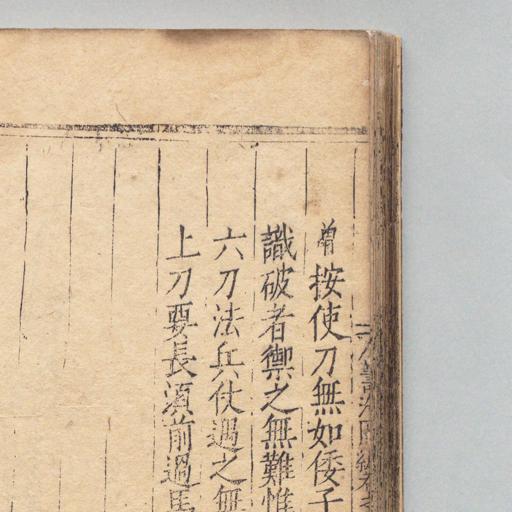 按使刀無如倭子
識破者禦之無難惟
六刀法兵仗遇之無
上刀要長須前過馬